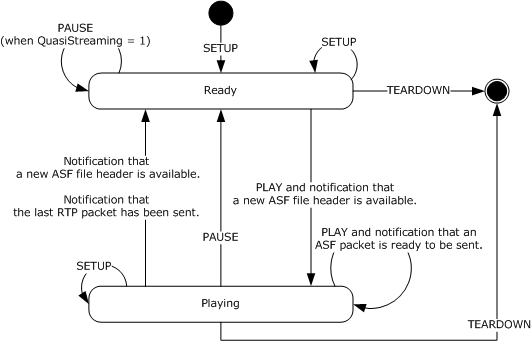 PAUSE
(when QuasiStreaming = 1)
SETUP
SETUP
Ready
TEARDOWN
Notification that
a new ASF file header is available.
Notification that
the last RTP packet has been sent.
PLAY and notification that
a new ASF file header is available.
PAUSE
PLAY and notification that an
ASF packet is ready to be sent.
SETUP
Playing
TEARDOWN